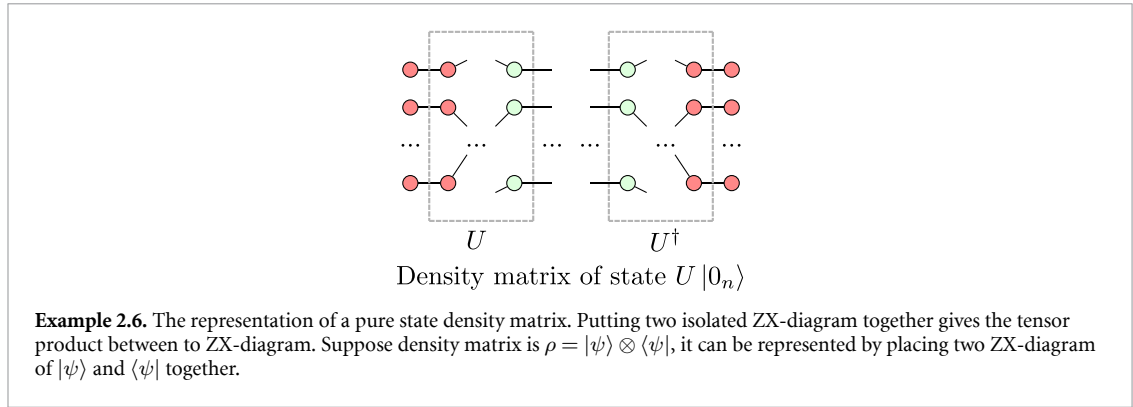 ... ... ... ... ... ...
U U†
Density matrix of state U |0ₙ⟩
Example 2.6. The representation of a pure state density matrix. Putting two isolated ZX-diagram together gives the tensor
product between to ZX-diagram. Suppose density matrix is ρ = |ψ⟩ ⊗ ⟨ψ|, it can be represented by placing two ZX-diagram
of |ψ⟩ and ⟨ψ| together.